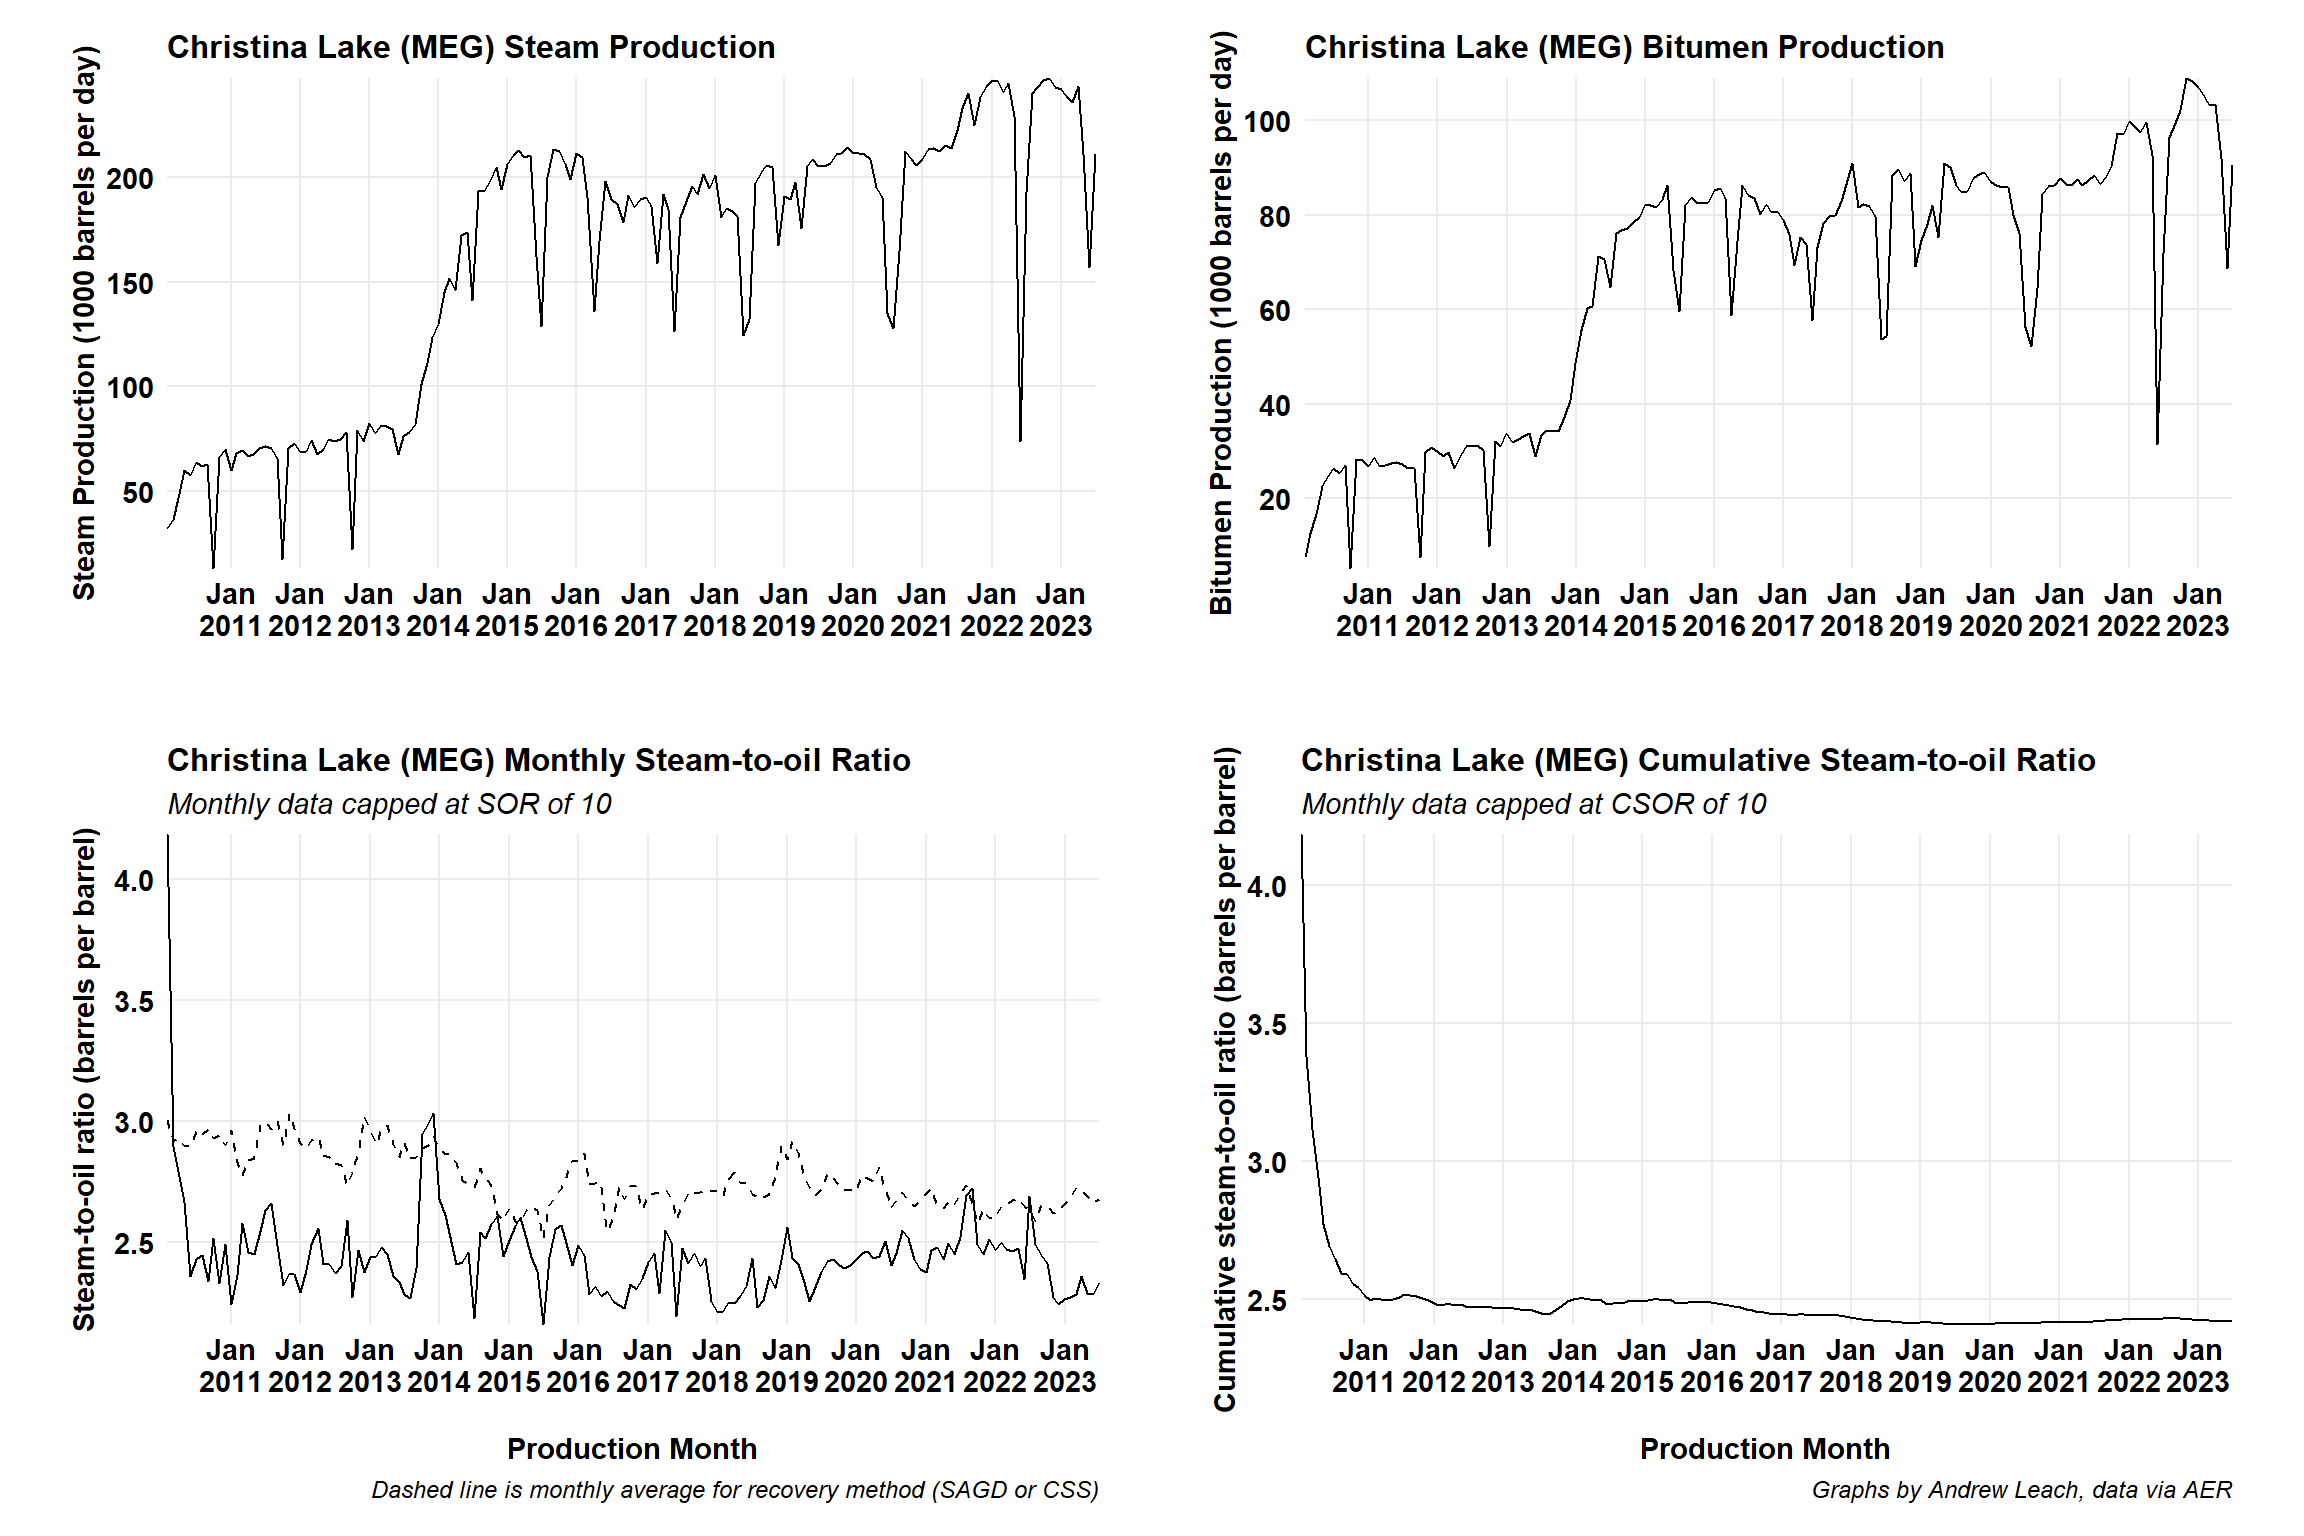 Christina Lake (MEG) Steam Production
Steam Production (1000 barrels per day)
200
150
100
50
Jan Jan Jan Jan Jan Jan Jan Jan Jan Jan Jan Jan Jan
2011 2012 2013 2014 2015 2016 2017 2018 2019 2020 2021 2022 2023
Christina Lake (MEG) Bitumen Production
Bitumen Production (1000 barrels per day)
100
80
60
40
20
Jan Jan Jan Jan Jan Jan Jan Jan Jan Jan Jan Jan Jan
2011 2012 2013 2014 2015 2016 2017 2018 2019 2020 2021 2022 2023
Christina Lake (MEG) Monthly Steam-to-oil Ratio
Monthly data capped at SOR of 10
Steam-to-oil ratio (barrels per barrel)
4.0
3.5
3.0
2.5
Jan Jan Jan Jan Jan Jan Jan Jan Jan Jan Jan Jan Jan
2011 2012 2013 2014 2015 2016 2017 2018 2019 2020 2021 2022 2023
Production Month
Dashed line is monthly average for recovery method (SAGD or CSS)
Christina Lake (MEG) Cumulative Steam-to-oil Ratio
Monthly data capped at CSOR of 10
Cumulative steam-to-oil ratio (barrels per barrel)
4.0
3.5
3.0
2.5
Jan Jan Jan Jan Jan Jan Jan Jan Jan Jan Jan Jan Jan
2011 2012 2013 2014 2015 2016 2017 2018 2019 2020 2021 2022 2023
Production Month
Graphs by Andrew Leach, data via AER